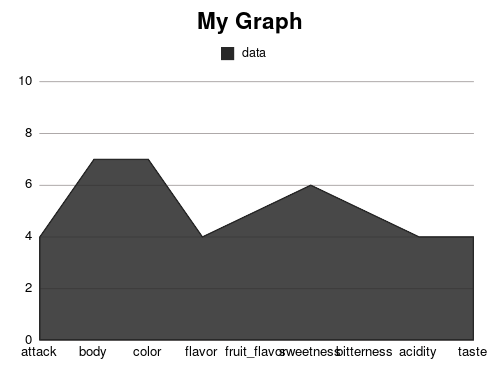 My Graph
data
10
8
6
4
2
0
attack body color flavor fruit_flavor sweetness bitterness acidity taste